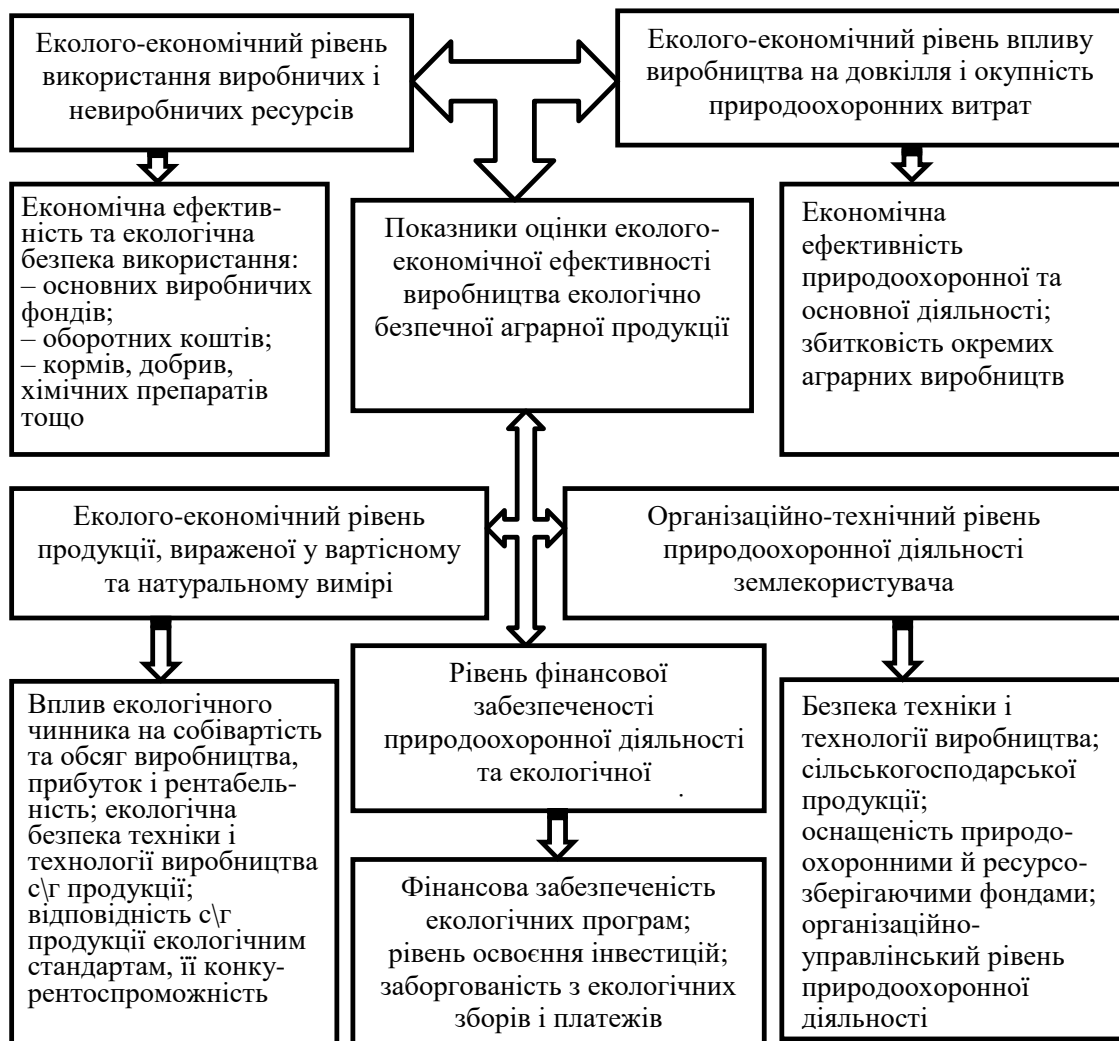 Еколого-економічний рівень
використання виробничих і
невиробничих ресурсів
Еколого-економічний рівень впливу
виробництва на довкілля і окупність
природоохоронних витрат
Економічна ефектив-
ність та екологічна
безпека використання:
– основних виробничих
фондів;
– оборотних коштів;
– кормів, добрив,
хімічних препаратів
тощо
Показники оцінки еколого-
економічної ефективності
виробництва екологічно
безпечної аграрної продукції
Економічна
ефективність
природоохоронної та
основної діяльності;
збитковість окремих
аграрних виробництв
Еколого-економічний рівень
продукції, вираженої у вартісному
та натуральному вимірі
Організаційно-технічний рівень
природоохоронної діяльності
землекористувача
Вплив екологічного
чинника на собівартість
та обсяг виробництва,
прибуток і рентабель-
ність; екологічна
безпека техніки і
технології виробництва
с\г продукції;
відповідність с\г
продукції екологічним
стандартам, її конку-
рентоспроможність
Рівень фінансової
забезпеченості
природоохоронної діяльності
та екологічної
.
Фінансова забезпеченість
екологічних програм;
рівень освоєння інвестицій;
заборгованість з екологічних
зборів і платежів
Безпека техніки і
технології виробництва;
сільськогосподарської
продукції;
оснащеність природо-
охоронними й ресурсо-
зберігаючими фондами;
організаційно-
управлінський рівень
природоохоронної
діяльності